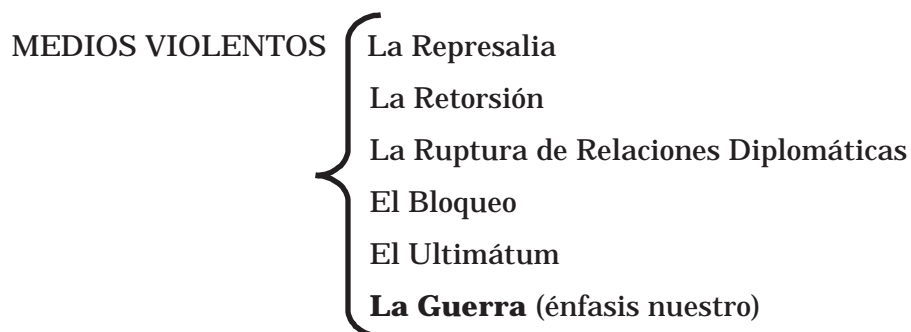 MEDIOS VIOLENTOS La Represalia
La Retorsión
La Ruptura de Relaciones Diplomáticas
El Bloqueo
El Ultimátum
La Guerra (énfasis nuestro)